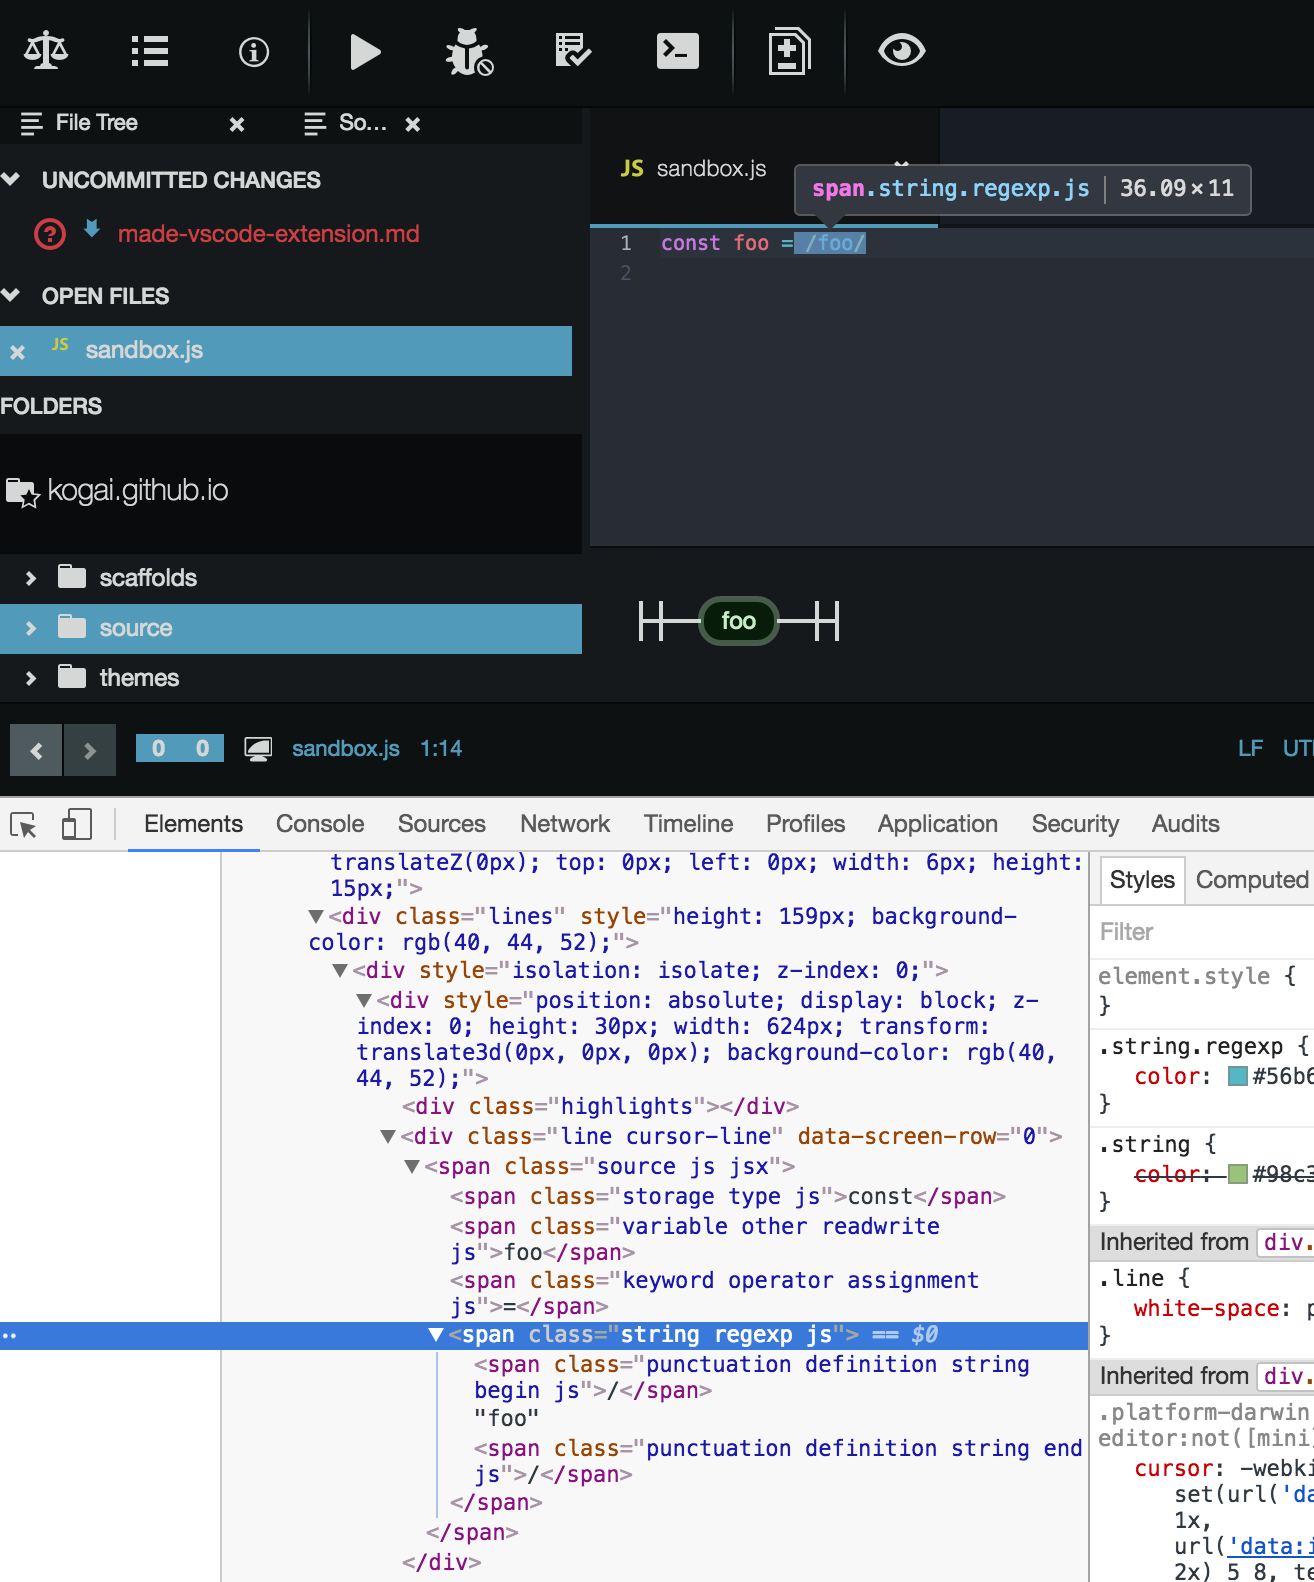 File Tree
So...
UNCOMMITTED CHANGES
made-vscode-extension.md
OPEN FILES
JS sandbox.js
FOLDERS
kogai.github.io
scaffolds
source
themes
JS sandbox.js
span.string.regexp.js | 36.09×11
1 const foo = /foo/
2
foo
0 0 sandbox.js 1:14
LF
Elements Console Sources Network Timeline Profiles Application Security Audits
translateZ(0px); top: 0px; left: 0px; width: 6px; height:
15px;">
<div class="lines" style="height: 159px; background-
color: rgb(40, 44, 52);">
<div style="isolation: isolate; z-index: 0;">
<div style="position: absolute; display: block; z-
index: 0; height: 30px; width: 624px; transform:
translate3d(0px, 0px, 0px); background-color: rgb(40,
44, 52);">
<div class="highlights"></div>
<div class="line cursor-line" data-screen-row="0">
<span class="source js jsx">
<span class="storage type js">const</span>
<span class="variable other readwrite
js">foo</span>
<span class="keyword operator assignment
js">=</span>
<span class="string regexp js"> == $0
<span class="punctuation definition string
begin js">/</span>
"foo"
<span class="punctuation definition string end
js">/</span>
</span>
</span>
</div>
Styles Computed
Filter
element.style {
}
.string.regexp {
color: #56b6
}
.string {
color: #98c3
}
Inherited from div.
.line {
white-space:
}
Inherited from div.
.platform-darwin
editor:not([mini]
cursor: -webki
set(url('da
1x,
url('data:i
2x) 5 8, te